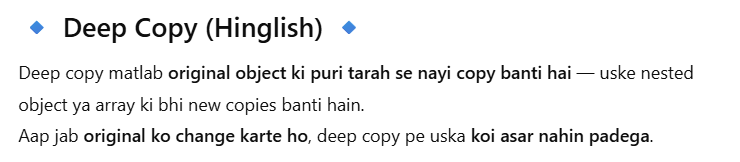 🔹 Deep Copy (Hinglish) 🔹
Deep copy matlab original object ki puri tarah se nayi copy banti hai — uske nested
object ya array ki bhi new copies banti hain.
Aap jab original ko change karte ho, deep copy pe uska koi asar nahin padega.